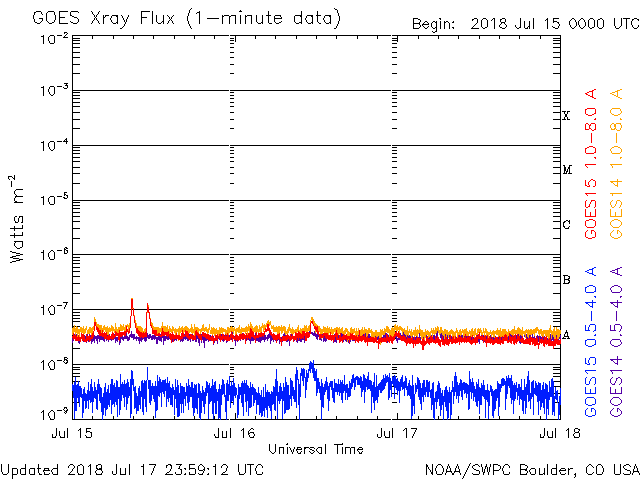 GOES Xray Flux (1-minute data)
Begin: 2018 Jul 15 0000 UTC
10⁻²
10⁻³
10⁻⁴
10⁻⁵
10⁻⁶
10⁻⁷
10⁻⁸
10⁻⁹
Watts m⁻²
X
M
C
B
A
GOES15 1.0-8.0 A
GOES14 1.0-8.0 A
GOES15 0.5-4.0 A
GOES14 0.5-4.0 A
Jul 15 Jul 16 Jul 17 Jul 18
Universal Time
Updated 2018 Jul 17 23:59:12 UTC
NOAA/SWPC Boulder, CO USA